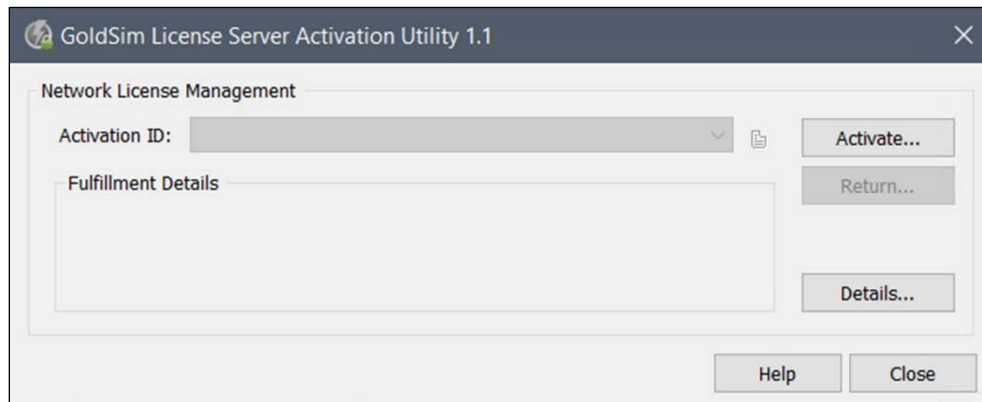 GoldSim License Server Activation Utility 1.1
Network License Management
Activation ID:
Activate...
Fulfillment Details
Return...
Details...
Help
Close